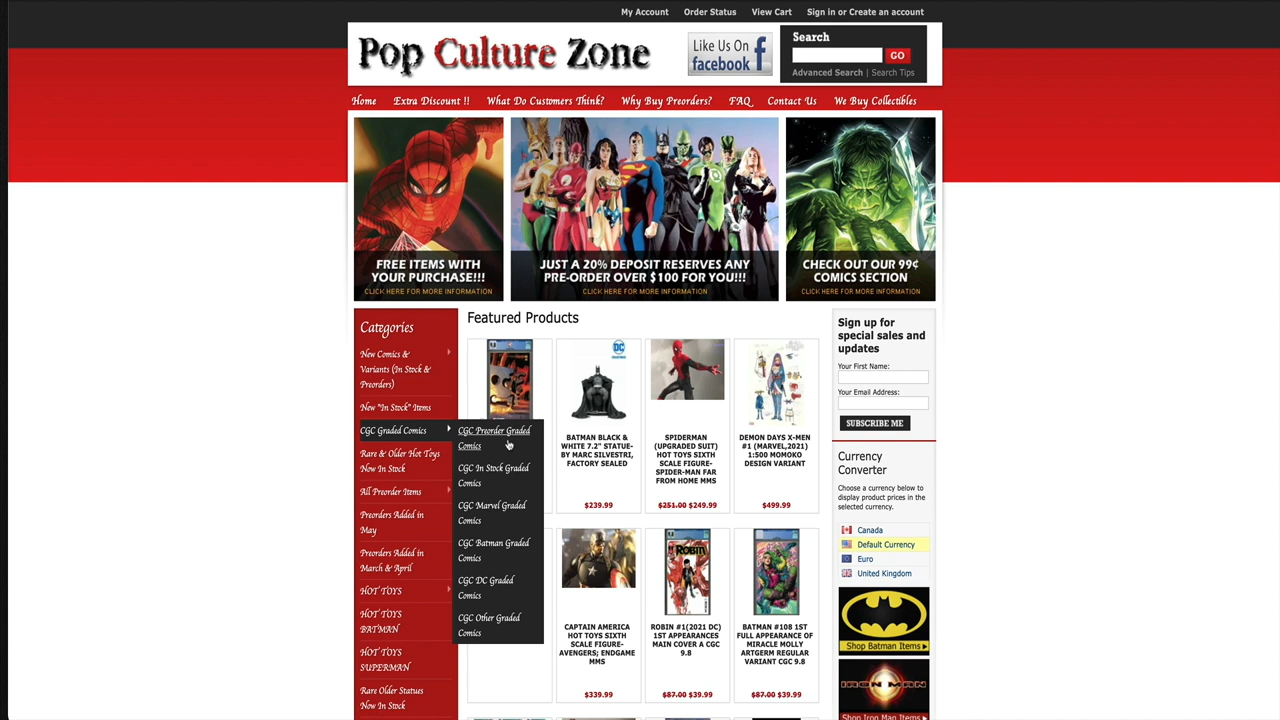 My Account
Order Status
View Cart
Sign in or Create an account
Pop Culture Zone
Like Us On
facebook
f
Search
GO
Advanced Search | Search Tips
Home
Extra Discount !!
What Do Customers Think?
Why Buy Preorders?
FAQ
Contact Us
We Buy Collectibles
FREE ITEMS WITH
YOUR PURCHASE!!!
CLICK HERE FOR MORE INFORMATION
JUST A 20% DEPOSIT RESERVES ANY
PRE-ORDER OVER $100 FOR YOU!!!
CLICK HERE FOR MORE INFORMATION
CHECK OUT OUR 99¢
COMICS SECTION
CLICK HERE FOR MORE INFORMATION
Categories
New Comics &
Variants (In Stock &
Preorders)
New "In Stock" Items
CGC Graded Comics
Rare & Older Hot Toys
Now In Stock
All Preorder Items
Preorders Added in
May
Preorders Added in
March & April
HOT TOYS
HOT TOYS
BATMAN
HOT TOYS
SUPERMAN
Rare Older Statues
Now In Stock
CGC Preorder Graded
Comics
CGC In Stock Graded
Comics
CGC Marvel Graded
Comics
CGC Batman Graded
Comics
CGC DC Graded
Comics
CGC Other Graded
Comics
Featured Products
DC
BATMAN BLACK &
WHITE 7.2" STATUE-
BY MARC SILVESTRI,
FACTORY SEALED
$239.99
SPIDERMAN
(UPGRADED SUIT)
HOT TOYS SIXTH
SCALE FIGURE-
SPIDER-MAN FAR
FROM HOME MMS
$251.00 $249.99
DEMON DAYS X-MEN
#1 (MARVEL,2021)
1:500 MOMOKO
DESIGN VARIANT
$499.99
CAPTAIN AMERICA
HOT TOYS SIXTH
SCALE FIGURE-
AVENGERS; ENDGAME
MMS
$339.99
ROBIN
ROBIN #1(2021 DC)
1ST APPEARANCES
MAIN COVER A CGC
9.8
$87.00 $39.99
BATMAN #108 1ST
FULL APPEARANCE OF
MIRACLE MOLLY
ARTGERM REGULAR
VARIANT CGC 9.8
$87.00 $39.99
Sign up for
special sales and
updates
Your First Name:
Your Email Address:
SUBSCRIBE ME
Currency
Converter
Choose a currency below to
display product prices in the
selected currency.
Canada
Default Currency
Euro
United Kingdom
Shop Batman Items
IRON MAN
Shop Iron Man Items